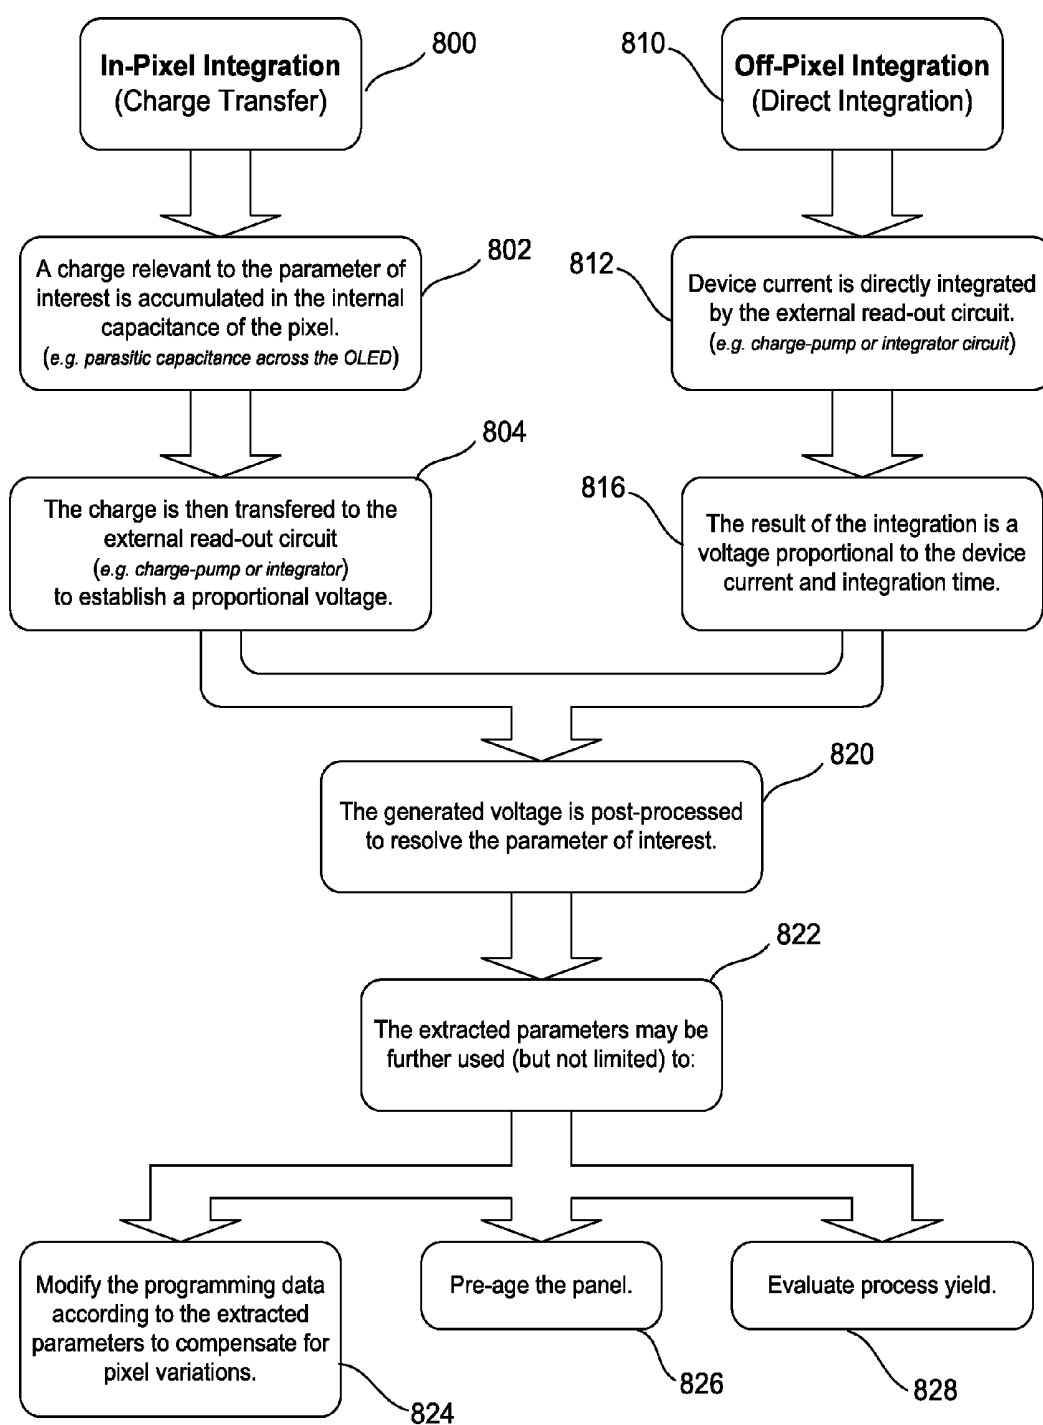 In-Pixel Integration
(Charge Transfer)
800
810
Off-Pixel Integration
(Direct Integration)
A charge relevant to the parameter of
interest is accumulated in the internal
capacitance of the pixel.
(e.g. parasitic capacitance across the OLED)
802
812
Device current is directly integrated
by the external read-out circuit.
(e.g. charge-pump or integrator circuit)
804
The charge is then transfered to the
external read-out circuit
(e.g. charge-pump or integrator)
to establish a proportional voltage.
816
The result of the integration is a
voltage proportional to the device
current and integration time.
820
The generated voltage is post-processed
to resolve the parameter of interest.
822
The extracted parameters may be
further used (but not limited) to:
Modify the programming data
according to the extracted
parameters to compensate for
pixel variations.
824
Pre-age the panel.
826
Evaluate process yield.
828